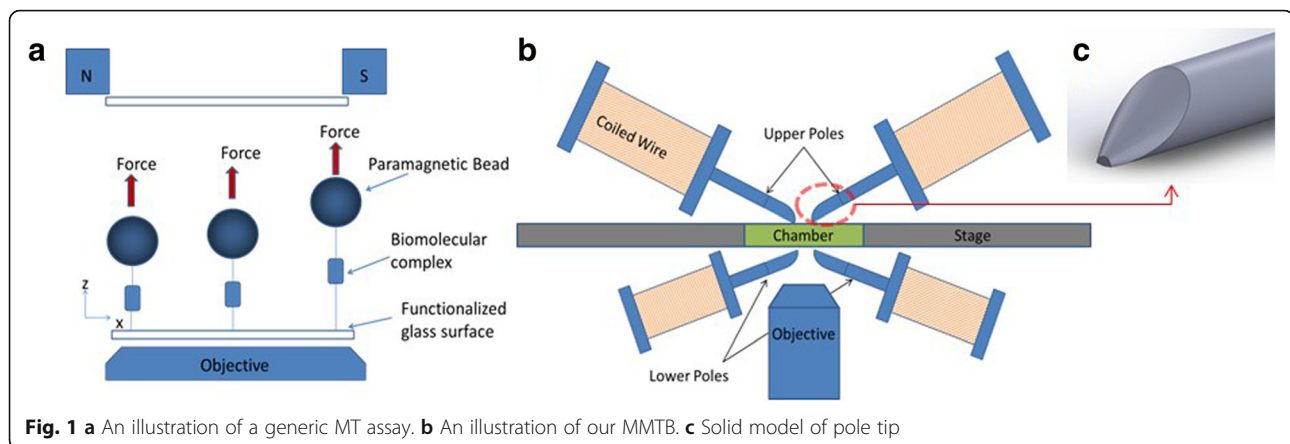 a
N
S
Force
Force
Force
Paramagnetic Bead
Biomolecular
complex
Functionalized
glass surface
z
x
Objective
b
Coiled Wire
Upper Poles
Chamber
Stage
Objective
Lower Poles
c
Fig. 1 a An illustration of a generic MT assay. b An illustration of our MMTB. c Solid model of pole tip